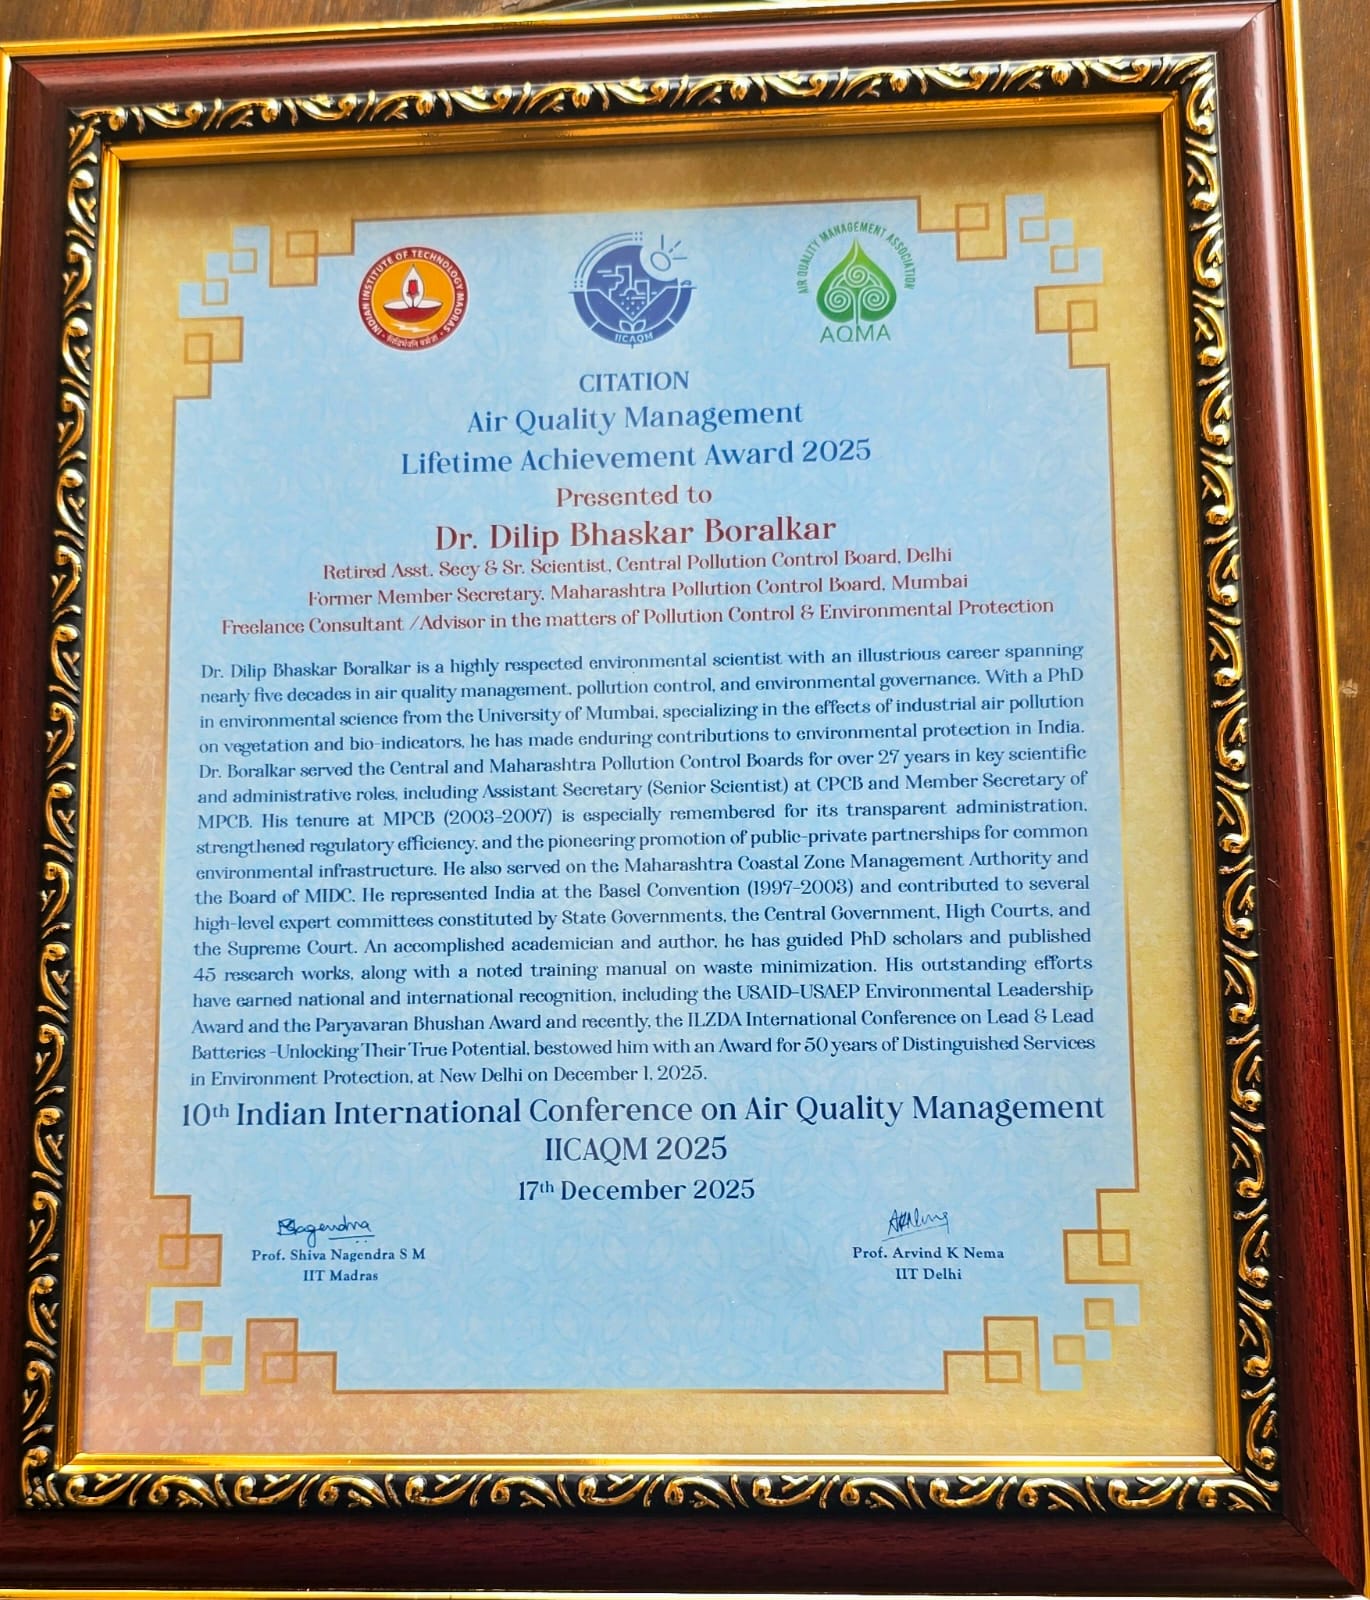 INDIAN INSTITUTE OF TECHNOLOGY MADRAS
सिद्धिर्भवति कर्मजा
IICAQM
AIR QUALITY MANAGEMENT ASSOCIATION
AQMA
CITATION
Air Quality Management
Lifetime Achievement Award 2025
Presented to
Dr. Dilip Bhaskar Boralkar
Retired Asst. Secy & Sr. Scientist, Central Pollution Control Board, Delhi
Former Member Secretary, Maharashtra Pollution Control Board, Mumbai
Freelance Consultant /Advisor in the matters of Pollution Control & Environmental Protection
Dr. Dilip Bhaskar Boralkar is a highly respected environmental scientist with an illustrious career spanning
nearly five decades in air quality management, pollution control, and environmental governance. With a PhD
in environmental science from the University of Mumbai, specializing in the effects of industrial air pollution
on vegetation and bio-indicators, he has made enduring contributions to environmental protection in India.
Dr. Boralkar served the Central and Maharashtra Pollution Control Boards for over 27 years in key scientific
and administrative roles, including Assistant Secretary (Senior Scientist) at CPCB and Member Secretary of
MPCB. His tenure at MPCB (2003-2007) is especially remembered for its transparent administration,
strengthened regulatory efficiency, and the pioneering promotion of public-private partnerships for common
environmental infrastructure. He also served on the Maharashtra Coastal Zone Management Authority and
the Board of MIDC. He represented India at the Basel Convention (1997-2003) and contributed to several
high-level expert committees constituted by State Governments, the Central Government, High Courts, and
the Supreme Court. An accomplished academician and author, he has guided PhD scholars and published
45 research works, along with a noted training manual on waste minimization. His outstanding efforts
have earned national and international recognition, including the USAID-USAEP Environmental Leadership
Award and the Paryavaran Bhushan Award and recently, the ILZDA International Conference on Lead & Lead
Batteries -Unlocking Their True Potential, bestowed him with an Award for 50 years of Distinguished Services
in Environment Protection, at New Delhi on December 1, 2025.
10th Indian International Conference on Air Quality Management
IICAQM 2025
17th December 2025
Nagendra
Prof. Shiva Nagendra S M
IIT Madras
Prof. Arvind K Nema
IIT Delhi